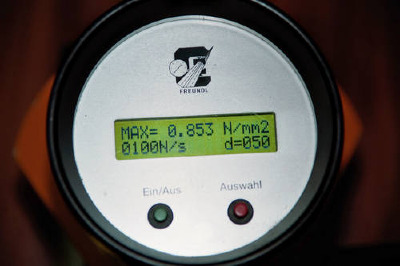 FREUNDL
MAX= 0.853 N/mm2
0100N/s d=050
Ein/Aus
Auswahl